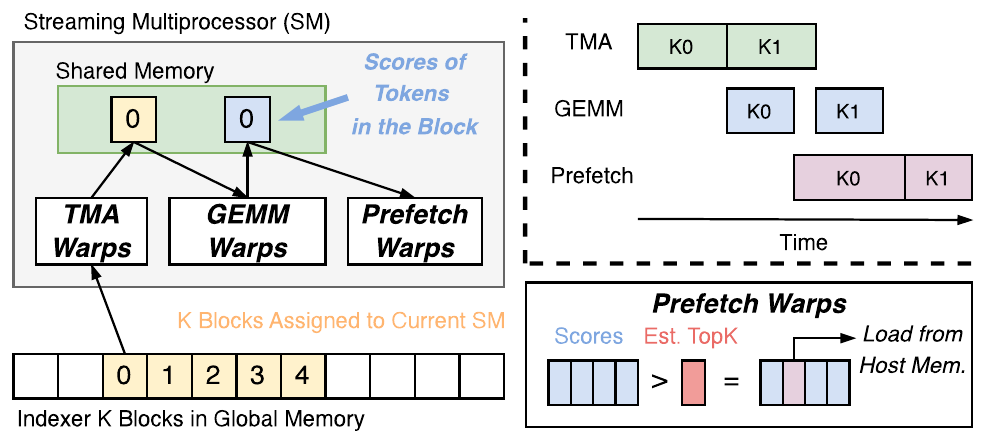 Streaming Multiprocessor (SM)
Shared Memory
0
0
Scores of
Tokens
in the Block
TMA
Warps
GEMM
Warps
Prefetch
Warps
K Blocks Assigned to Current SM
0 1 2 3 4
Indexer K Blocks in Global Memory
TMA K0 K1
GEMM K0 K1
Prefetch K0 K1
Time
Prefetch Warps
Scores Est. TopK
> =
Load from
Host Mem.